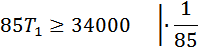 85T₁ ≥ 34000 | · 1/85